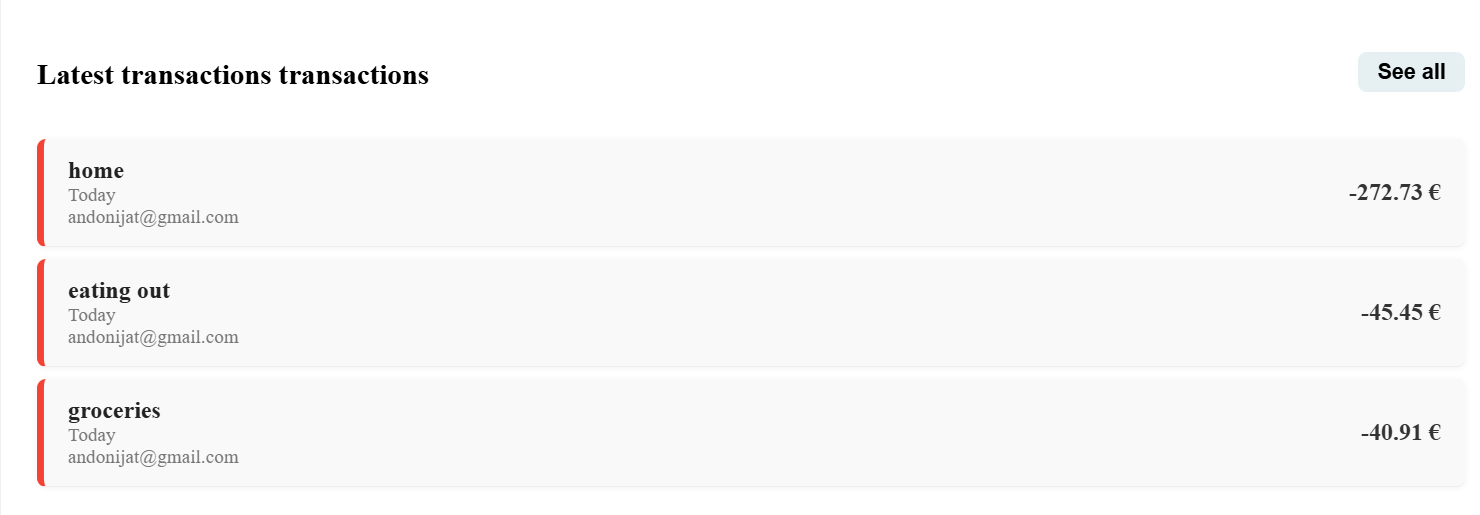 Latest transactions transactions
See all
home
Today
andonijat@gmail.com
-272.73 €
eating out
Today
andonijat@gmail.com
-45.45 €
groceries
Today
andonijat@gmail.com
-40.91 €